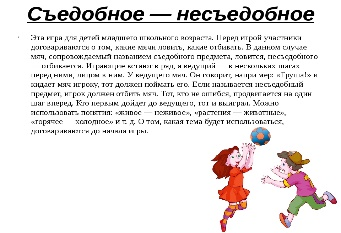 Съедобное — несъедобное
Эта игра для детей младшего школьного возраста. Перед игрой участники
договариваются о том, какие мячи ловить, какие отбивать. В данном случае
мяч, сопровождаемый названием съедобного предмета, ловится, несъедобного
— отбивается. Играющие встают в ряд, а ведущий — в нескольких шагах
перед ними, лицом к ним. У ведущего мяч. Он говорит, например: «Груша!» и
кидает мяч игроку, тот должен поймать его. Если называется несъедобный
предмет, игрок должен отбить мяч. Тот, кто не ошибся, продвигается на один
шаг вперед. Кто первым дойдет до ведущего, тот и выиграл. Можно
использовать понятия: «живое — неживое», «растения — животные»,
«горячее — холодное» и т. д. О том, какая тема будет использоваться,
договариваются до начала игры.